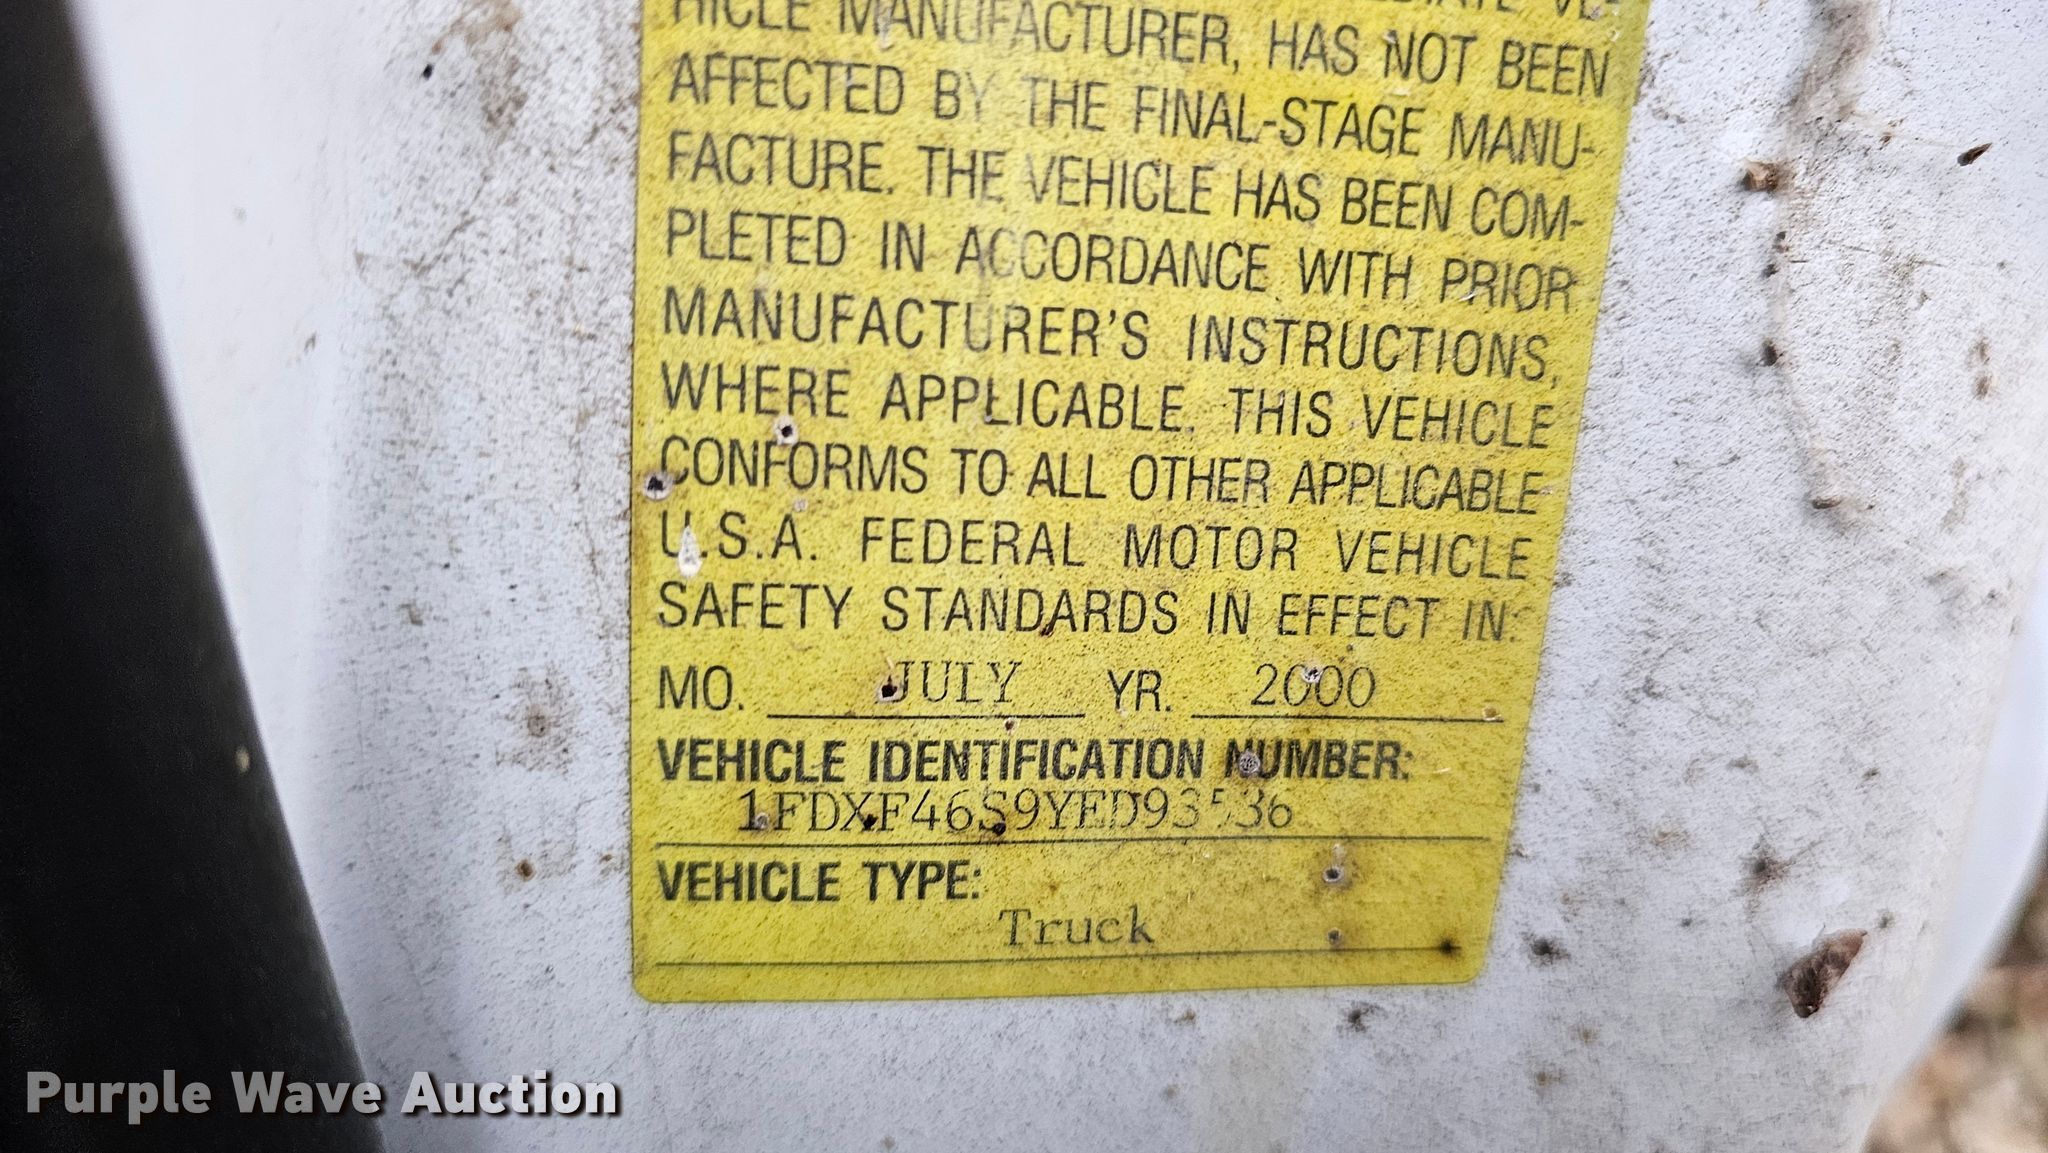 VE-
HICLE MANUFACTURER, HAS NOT BEEN
AFFECTED BY THE FINAL-STAGE MANU-
FACTURE. THE VEHICLE HAS BEEN COM-
PLETED IN ACCORDANCE WITH PRIOR
MANUFACTURER'S INSTRUCTIONS,
WHERE APPLICABLE. THIS VEHICLE
CONFORMS TO ALL OTHER APPLICABLE
U.S.A. FEDERAL MOTOR VEHICLE
SAFETY STANDARDS IN EFFECT IN:
MO. JULY YR. 2000
VEHICLE IDENTIFICATION NUMBER:
1FDXF46S9YED93536
VEHICLE TYPE:
Truck
Purple Wave Auction